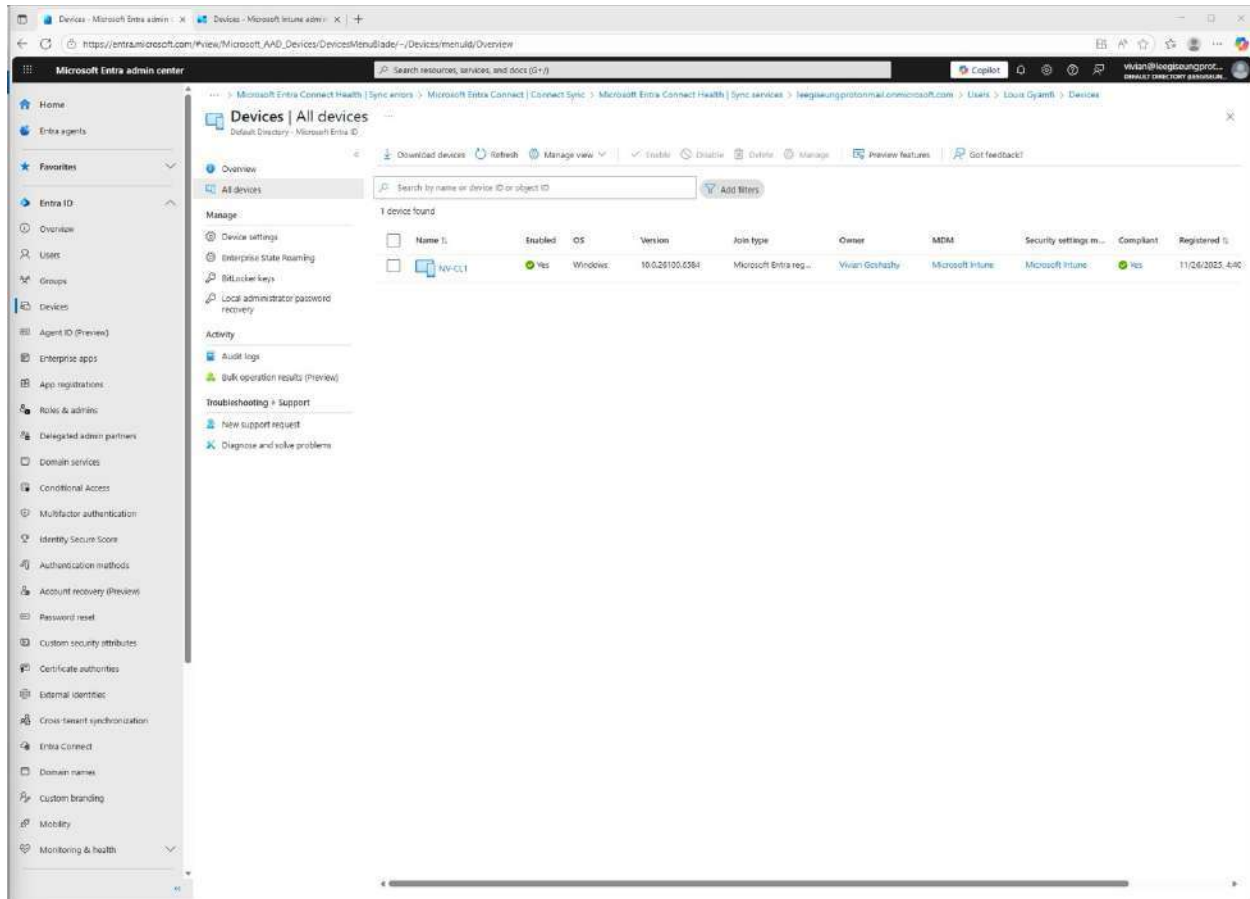 Devices - Microsoft Entra admin
Devices - Microsoft Intune admin
https://entra.microsoft.com/#view/Microsoft_AAD_Devices/DevicesMenuBlade/~/Devices/menuId/Overview
Microsoft Entra admin center
Search resources, services, and docs (G+/)
Copilot
vivian@leegiseungprot...
··· > Microsoft Entra Connect Health | Sync errors > Microsoft Entra Connect | Connect Sync > Microsoft Entra Connect Health | Sync services > leegiseungprotonmail.onmicrosoft.com > Users > Louis Gyamfi > Devices
Devices | All devices ···
Default Directory - Microsoft Entra ID
Home
Entra agents
Favorites
Entra ID
Overview
Users
Groups
Devices
Agent ID (Preview)
Enterprise apps
App registrations
Roles & admins
Delegated admin partners
Domain services
Conditional Access
Multifactor authentication
Identity Secure Score
Authentication methods
Account recovery (Preview)
Password reset
Custom security attributes
Certificate authorities
External Identities
Cross-tenant synchronization
Entra Connect
Domain names
Custom branding
Mobility
Monitoring & health
Overview
All devices
Manage
Device settings
Enterprise State Roaming
BitLocker keys
Local administrator password
recovery
Activity
Audit logs
Bulk operation results (Preview)
Troubleshooting + Support
New support request
Diagnose and solve problems
Download devices Refresh Manage view Enable Disable Delete Manage Preview features Got feedback?
Search by name or device ID or object ID
Add filters
1 device found
Name Enabled OS Version Join type Owner MDM Security settings m... Compliant Registered
NV-CL1 Yes Windows 10.0.26100.6584 Microsoft Entra reg... Vivian Microsoft Intune Microsoft Intune Yes 11/26/2025, 4:40